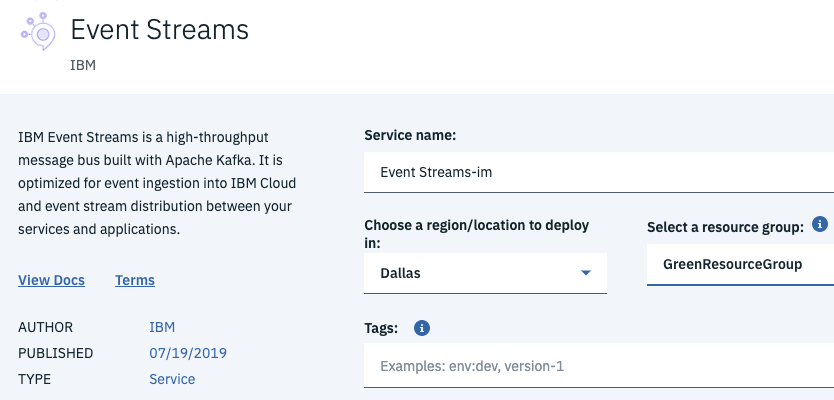 Event Streams
IBM
IBM Event Streams is a high-throughput
message bus built with Apache Kafka. It is
optimized for event ingestion into IBM Cloud
and event stream distribution between your
services and applications.
View Docs Terms
AUTHOR IBM
PUBLISHED 07/19/2019
TYPE Service
Service name:
Event Streams-im
Choose a region/location to deploy
in:
Dallas
Select a resource group:
GreenResourceGroup
Tags:
Examples: env:dev, version-1